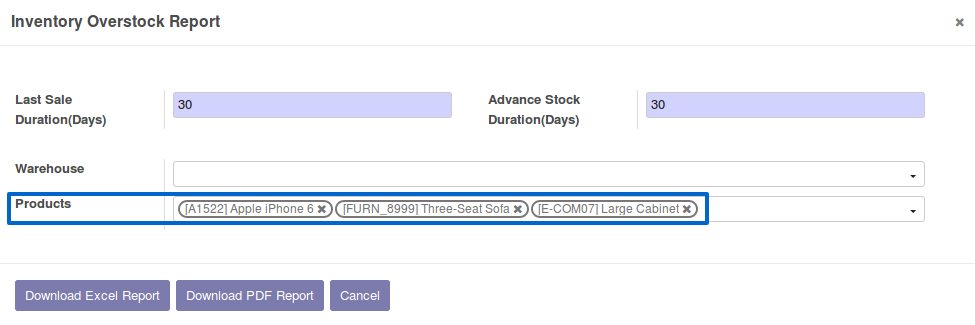 Inventory Overstock Report ×
Last Sale Duration(Days) 30 Advance Stock Duration(Days) 30
Warehouse
Products [A1522] Apple iPhone 6 × [FURN_8999] Three-Seat Sofa × [E-COM07] Large Cabinet ×
Download Excel Report Download PDF Report Cancel